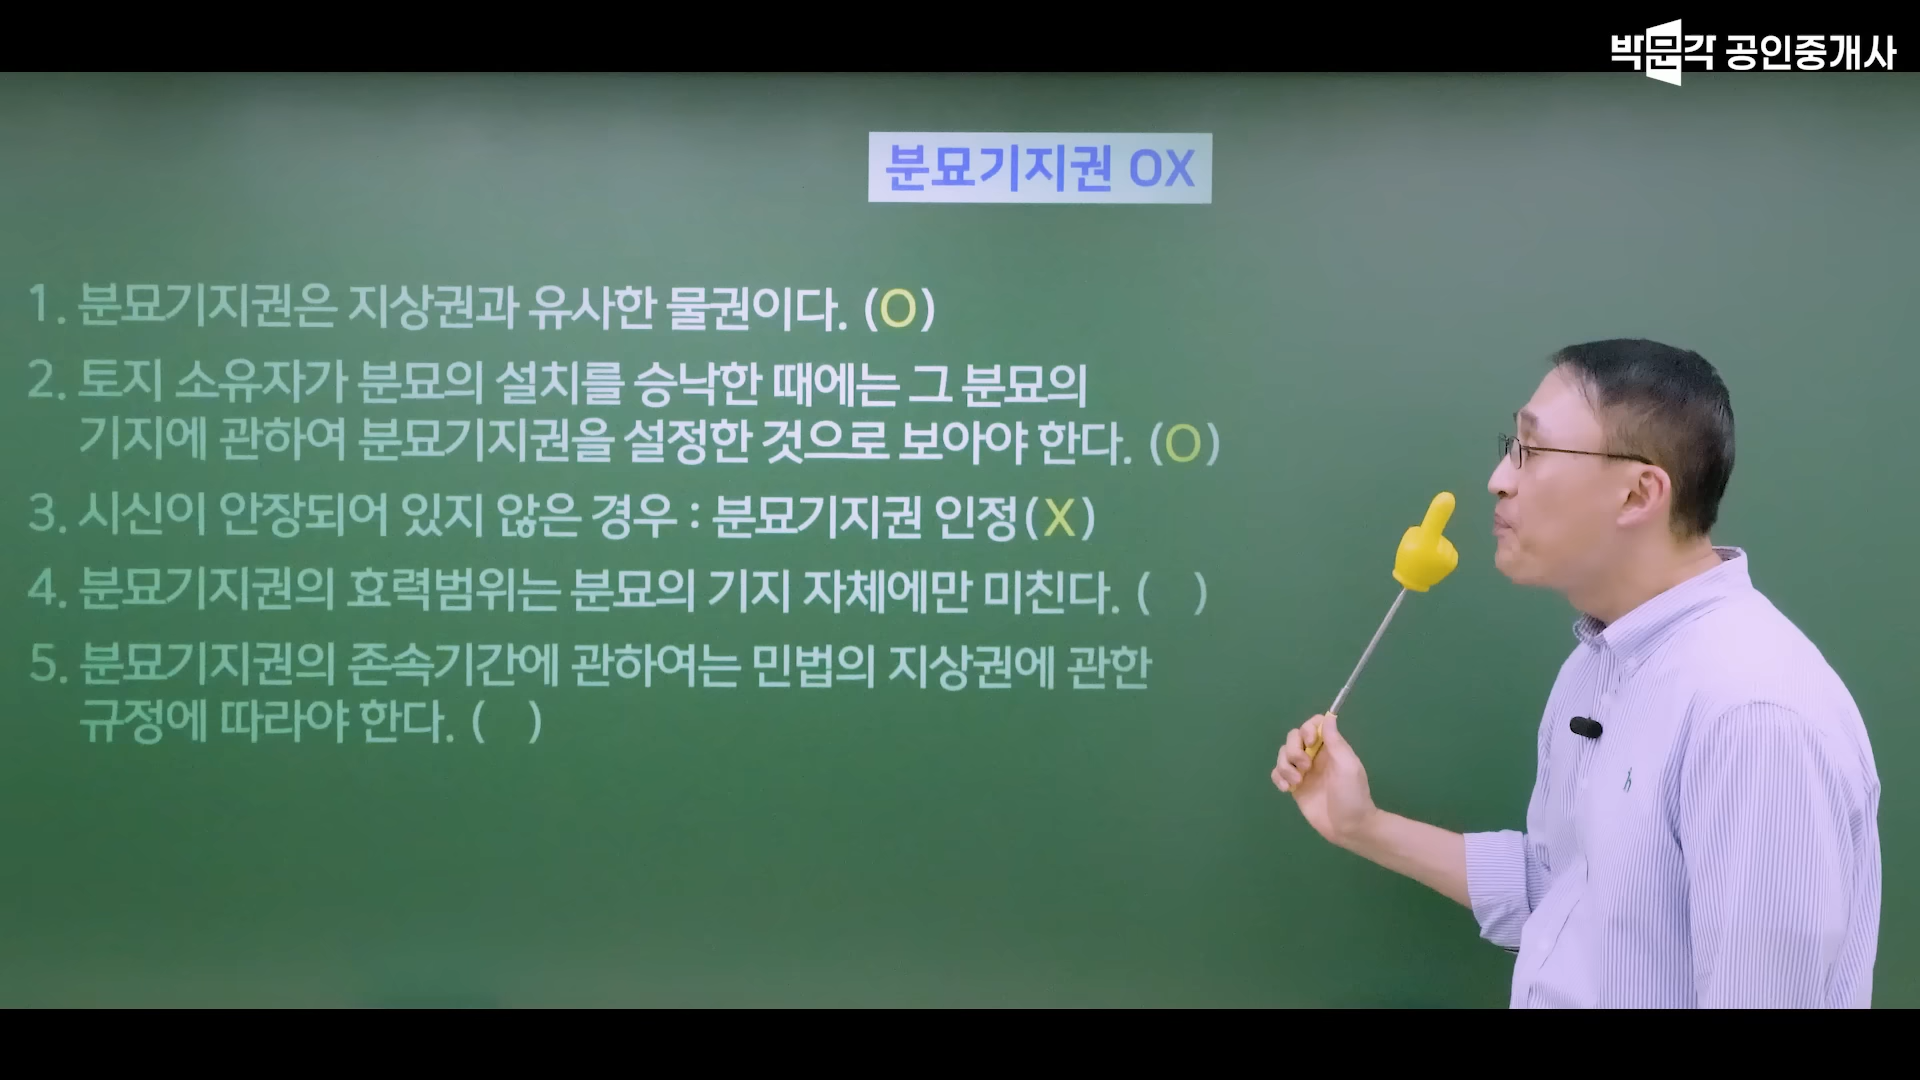 박문각 공인중개사
분묘기지권 OX
1. 분묘기지권은 지상권과 유사한 물권이다. (O)
2. 토지 소유자가 분묘의 설치를 승낙한 때에는 그 분묘의
기지에 관하여 분묘기지권을 설정한 것으로 보아야 한다. (O)
3. 시신이 안장되어 있지 않은 경우 : 분묘기지권 인정(X)
4. 분묘기지권의 효력범위는 분묘의 기지 자체에만 미친다. ( )
5. 분묘기지권의 존속기간에 관하여는 민법의 지상권에 관한
규정에 따라야 한다. ( )